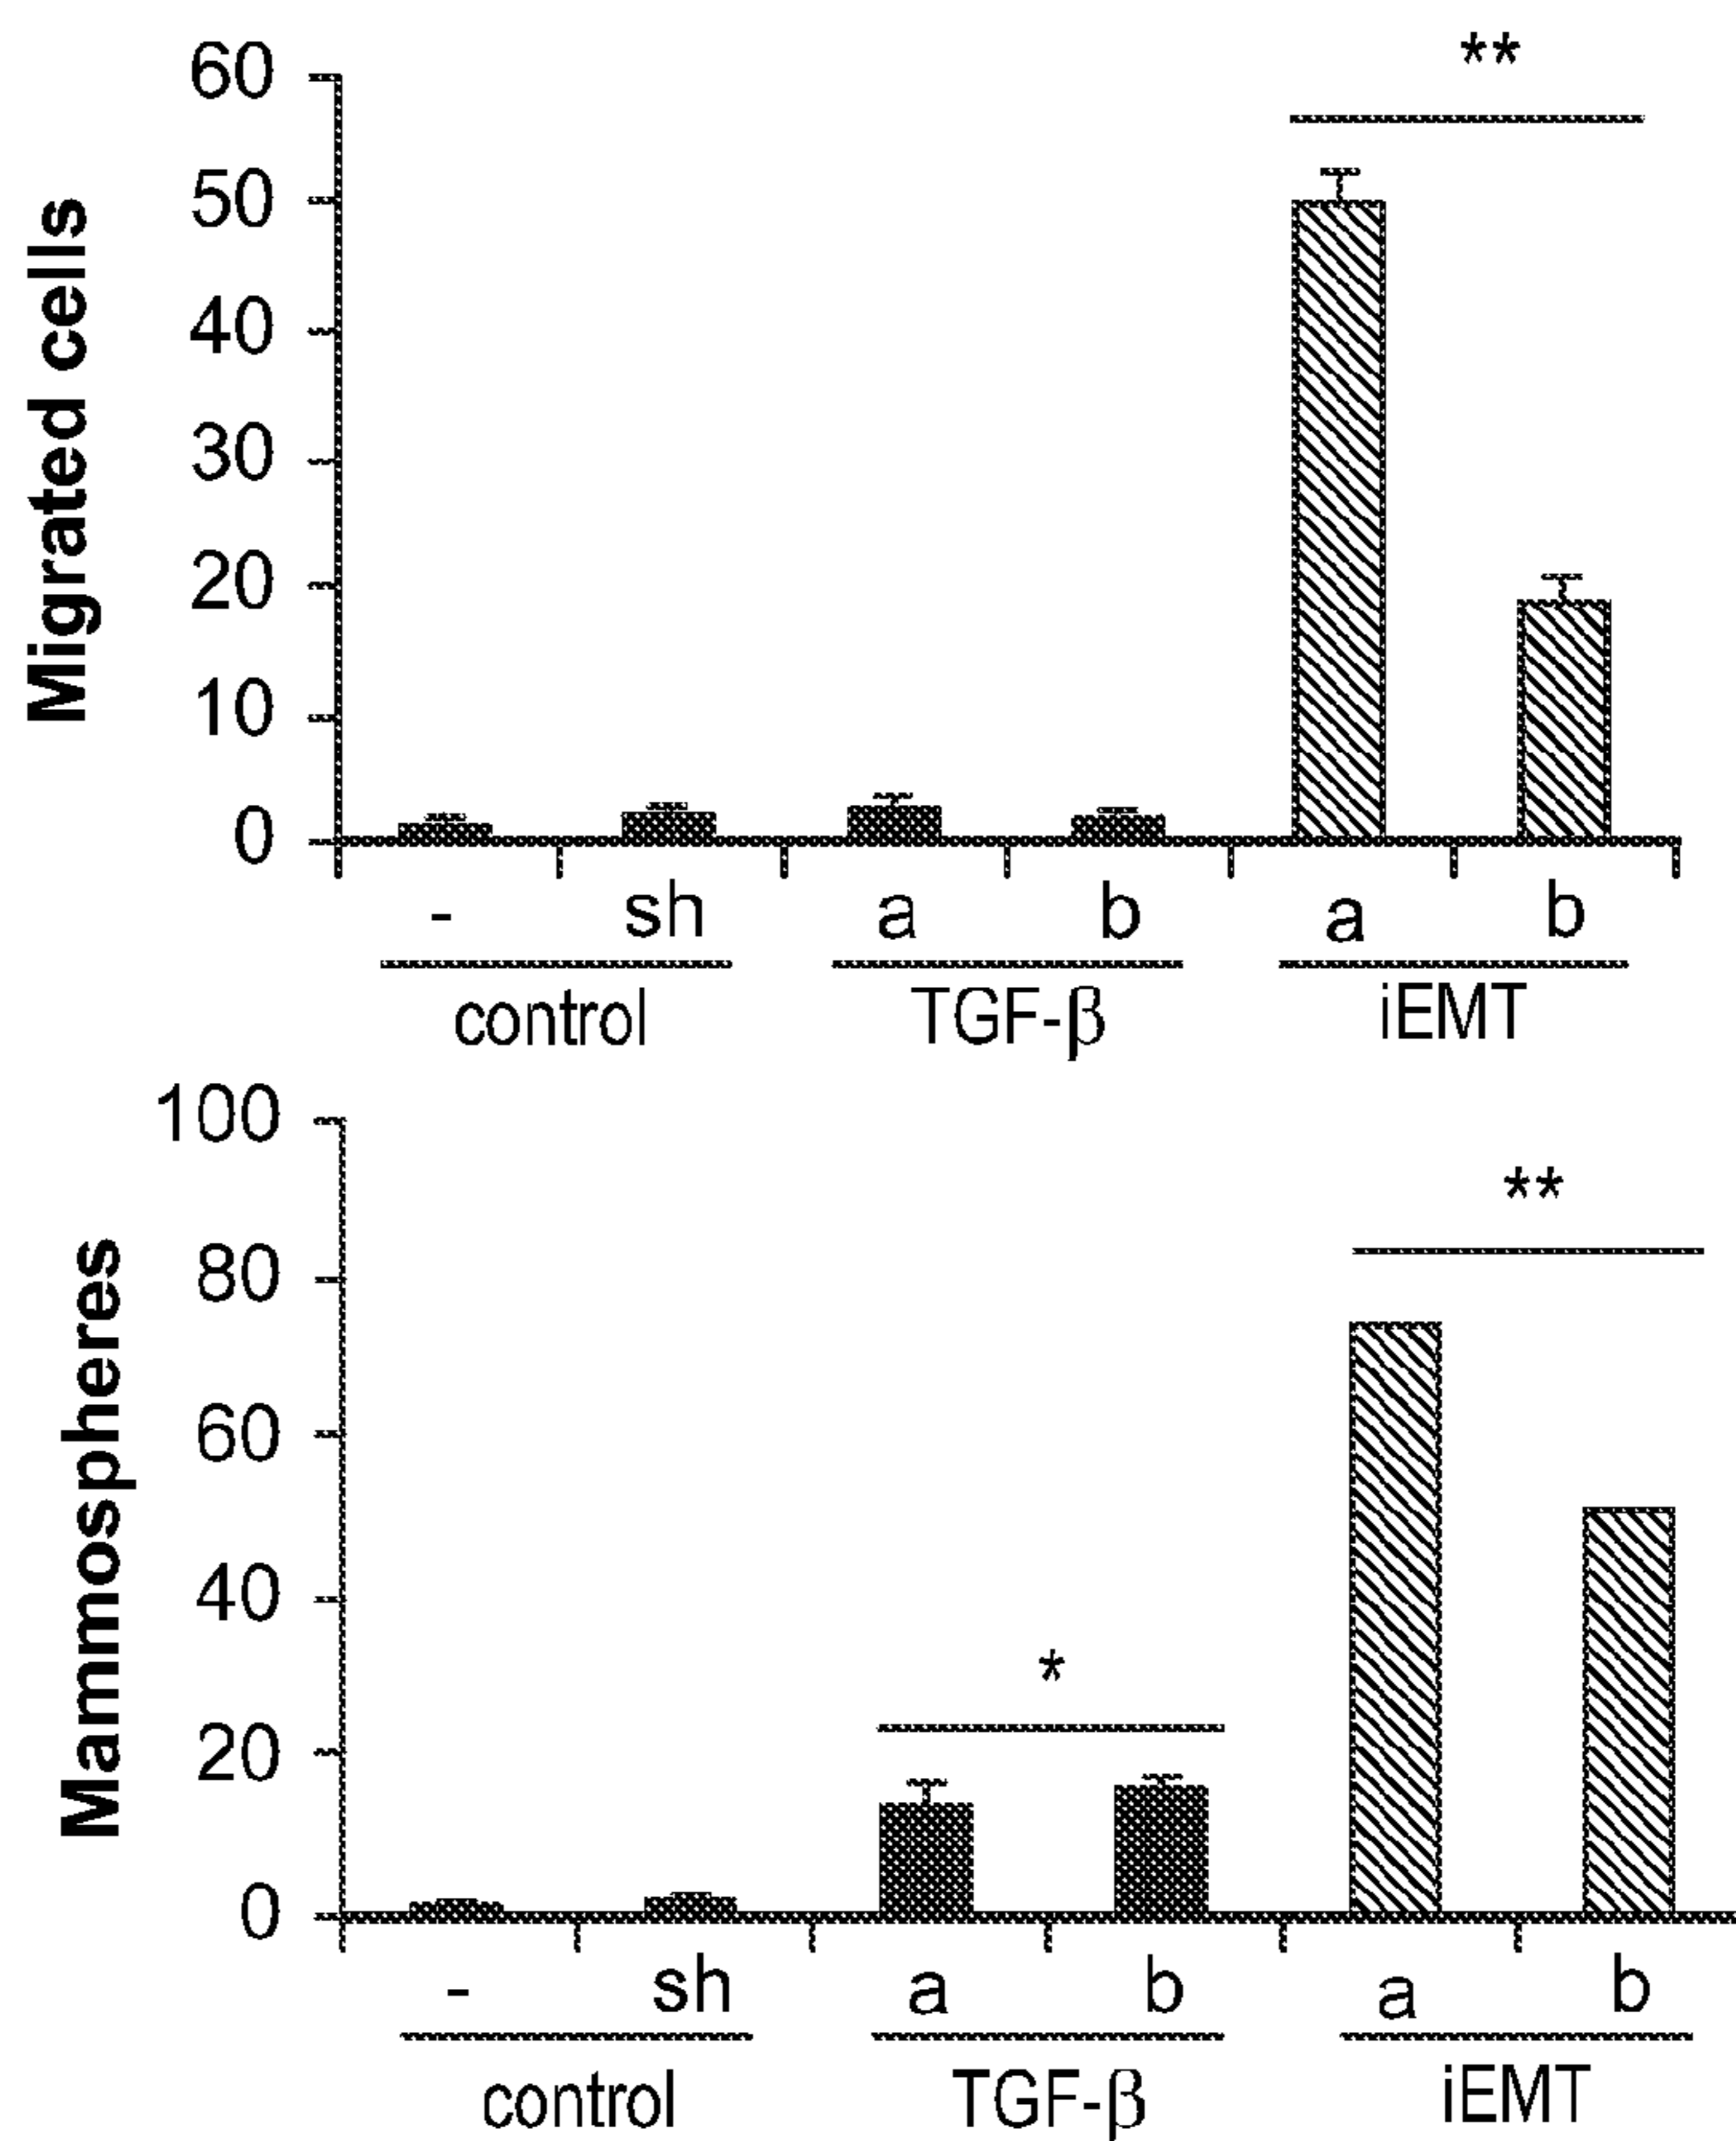 **
60
50
40
30
20
10
0
Migrated cells
- sh a b a b
control TGF-β iEMT
**
*
100
80
60
40
20
0
Mammospheres
- sh a b a b
control TGF-β iEMT